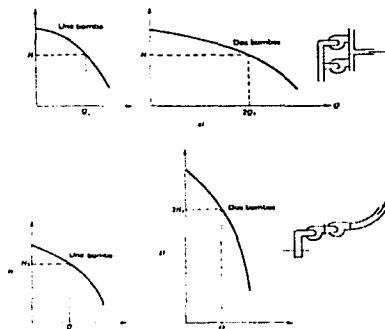 Una bomba
Dos bombas
H
H
Q₁
2Q₁
Q
a)
Una bomba
Dos bombas
H₁
2H₁
H
H
Q
Q